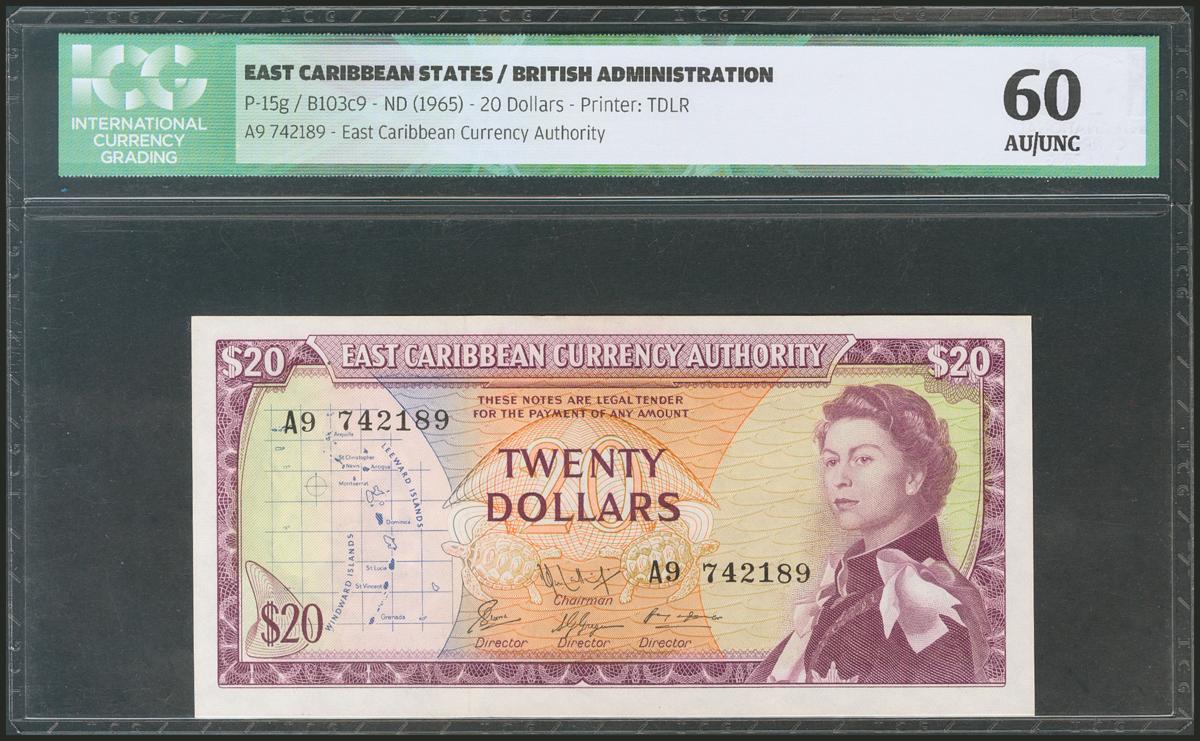 ICG
INTERNATIONAL
CURRENCY
GRADING
EAST CARIBBEAN STATES / BRITISH ADMINISTRATION
P-15g / B103c9 - ND (1965) - 20 Dollars - Printer: TDLR
A9 742189 - East Caribbean Currency Authority
60
AU/UNC
$20
EAST CARIBBEAN CURRENCY AUTHORITY
$20
THESE NOTES ARE LEGAL TENDER
FOR THE PAYMENT OF ANY AMOUNT
A9 742189
Anguilla
St Christopher
Nevis
Antigua
Montserrat
LEEWARD ISLANDS
Dominica
WINDWARD ISLANDS
St Lucia
St Vincent
Grenada
20
TWENTY
DOLLARS
A9 742189
Chairman
$20
Director
Director
Director